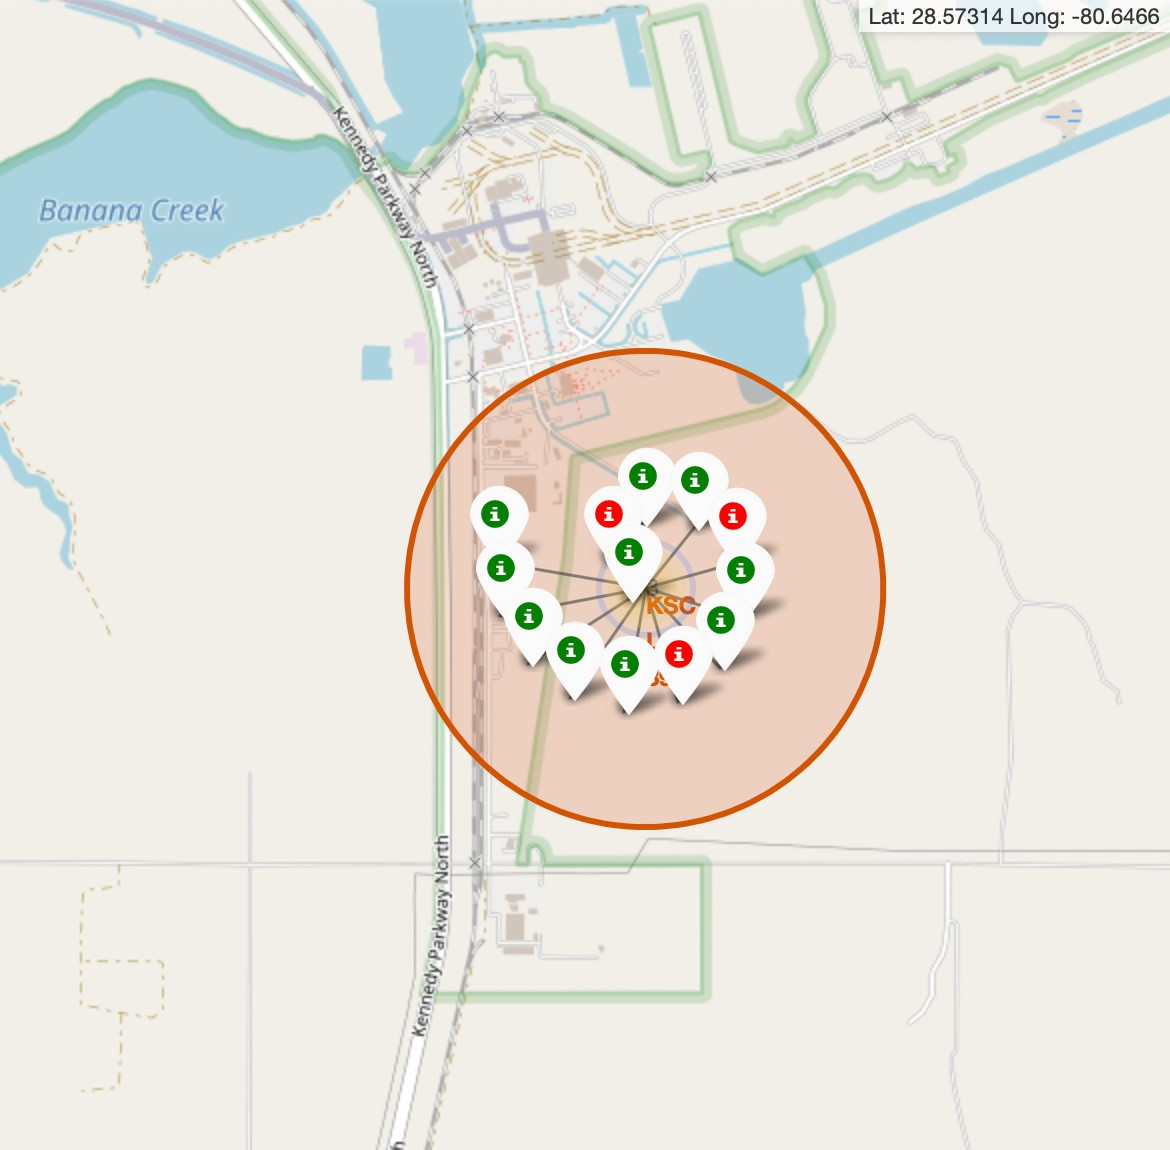 Lat: 28.57314 Long: -80.6466
Kennedy Parkway North
Banana Creek
KSC
Kennedy Parkway North